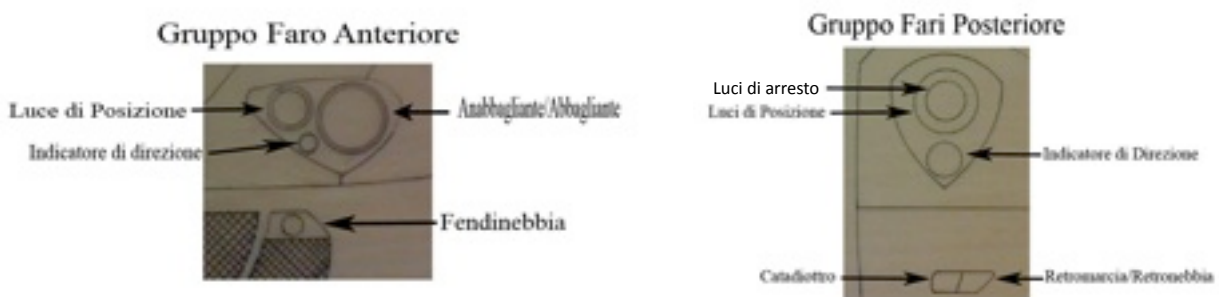 Gruppo Faro Anteriore
Luce di Posizione
Anabbagliante/Abbagliante
Indicatore di direzione
Fendinebbia
Gruppo Fari Posteriore
Luci di arresto
Luci di Posizione
Indicatore di Direzione
Catadiottro
Retromarcia/Retronebbia